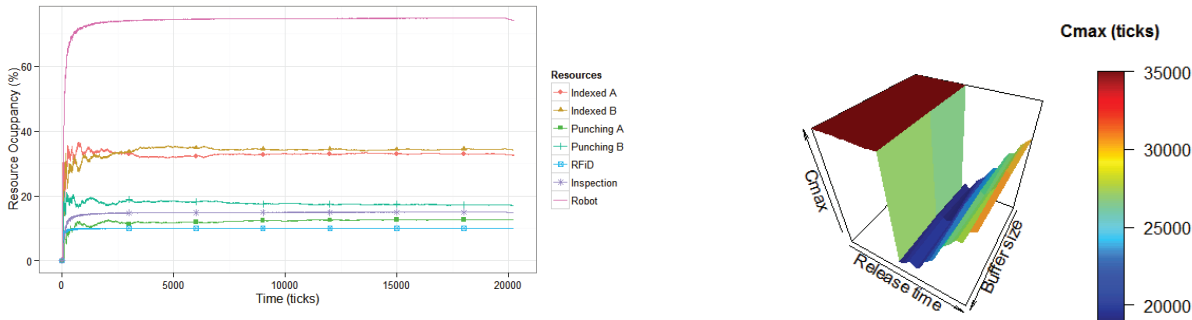 Resource Ocuppancy (%)
60
40
20
0
0
5000
10000
15000
20000
Time (ticks)
Resources
Indexed A
Indexed B
Punching A
Punching B
RFiD
Inspection
Robot
Cmax (ticks)
35000
30000
25000
20000
Cmax
Release time
Buffer size